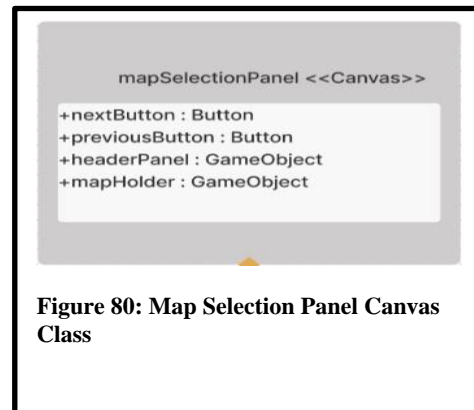 mapSelectionPanel <<Canvas>>
+nextButton : Button
+previousButton : Button
+headerPanel : GameObject
+mapHolder : GameObject
Figure 80: Map Selection Panel Canvas
Class